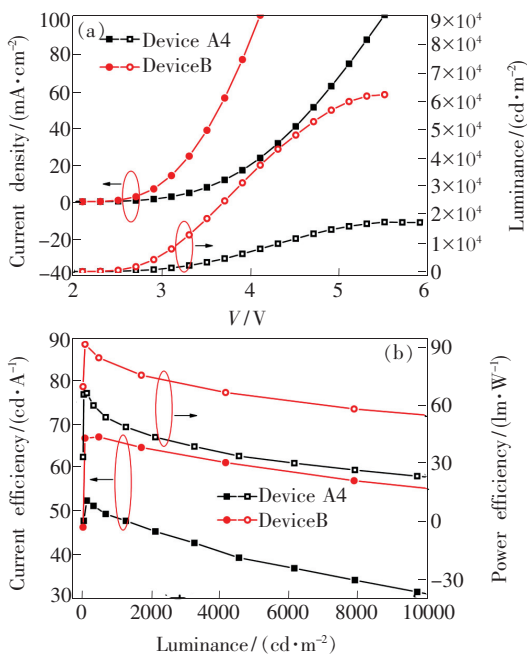 (a)
Device A4
DeviceB
Current density/(mA·cm⁻²)
100
80
60
40
20
0
−20
−40
Luminance/(cd·m⁻²)
9×10⁴
8×10⁴
7×10⁴
6×10⁴
5×10⁴
4×10⁴
3×10⁴
2×10⁴
1×10⁴
0
2 3 4 5 6
V/V
(b)
Device A4
DeviceB
Current efficiency/(cd·A⁻¹)
90
80
70
60
50
40
30
Power efficiency/(lm·W⁻¹)
90
60
30
0
−30
0 2000 4000 6000 8000 10000
Luminance/(cd·m⁻²)